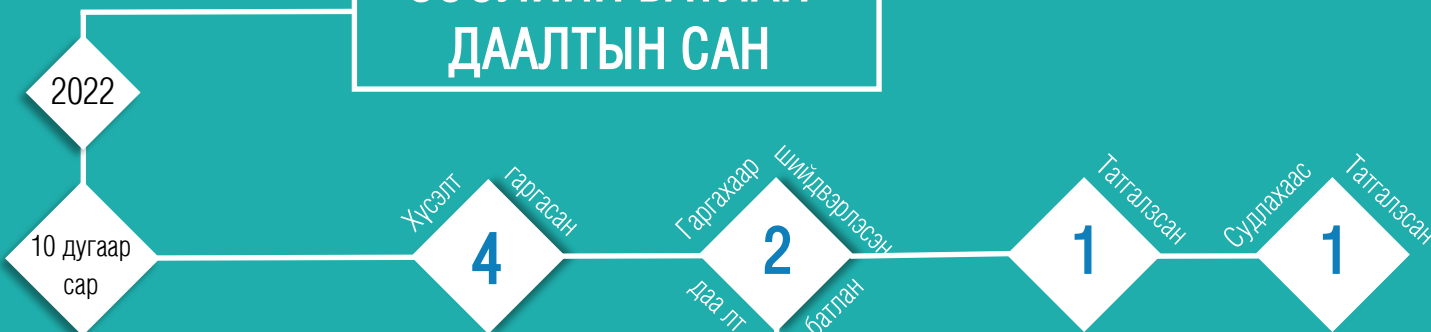 ДААЛТЫН САН
2022
10 дугаар
сар
Хүсэлт гаргасан
4
Гаргахаар шийдвэрлэсэн
2
даа лт батлан
Татгалзсан
1
Судлахаас Татгалзсан
1